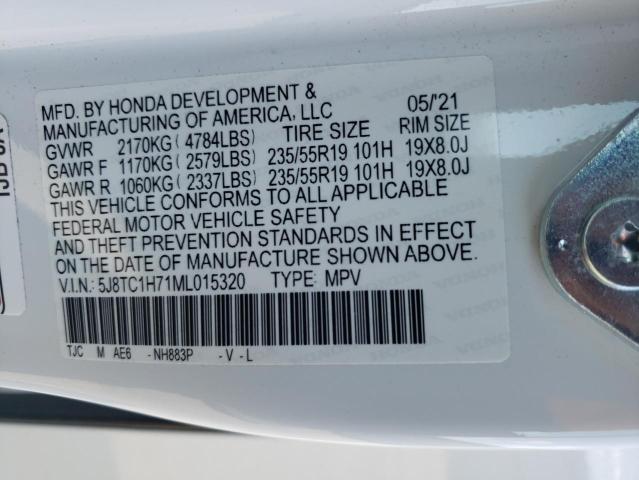 MFD. BY HONDA DEVELOPMENT & 05/'21
MANUFACTURING OF AMERICA, LLC
TIRE SIZE RIM SIZE
GVWR 2170KG(4784LBS)
GAWR F 1170KG(2579LBS) 235/55R19 101H 19X8.0J
GAWR R 1060KG(2337LBS) 235/55R19 101H 19X8.0J
THIS VEHICLE CONFORMS TO ALL APPLICABLE
FEDERAL MOTOR VEHICLE SAFETY
AND THEFT PREVENTION STANDARDS IN EFFECT
ON THE DATE OF MANUFACTURE SHOWN ABOVE.
V.I.N.: 5J8TC1H71ML015320 TYPE: MPV
TJC M AE6 -NH883P -V-L